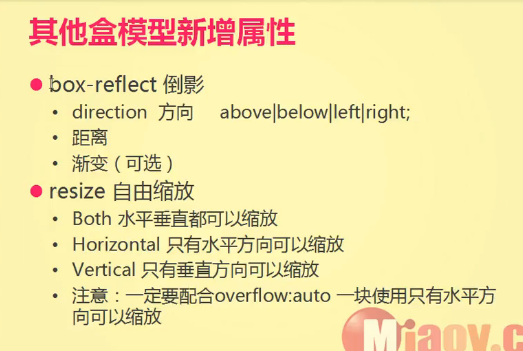 其他盒模型新增属性
box-reflect 倒影
direction 方向 above|below|left|right;
距离
渐变（可选）
resize 自由缩放
Both 水平垂直都可以缩放
Horizontal 只有水平方向可以缩放
Vertical 只有垂直方向可以缩放
注意：一定要配合overflow:auto 一块使用只有水平方
向可以缩放
Miaov.c